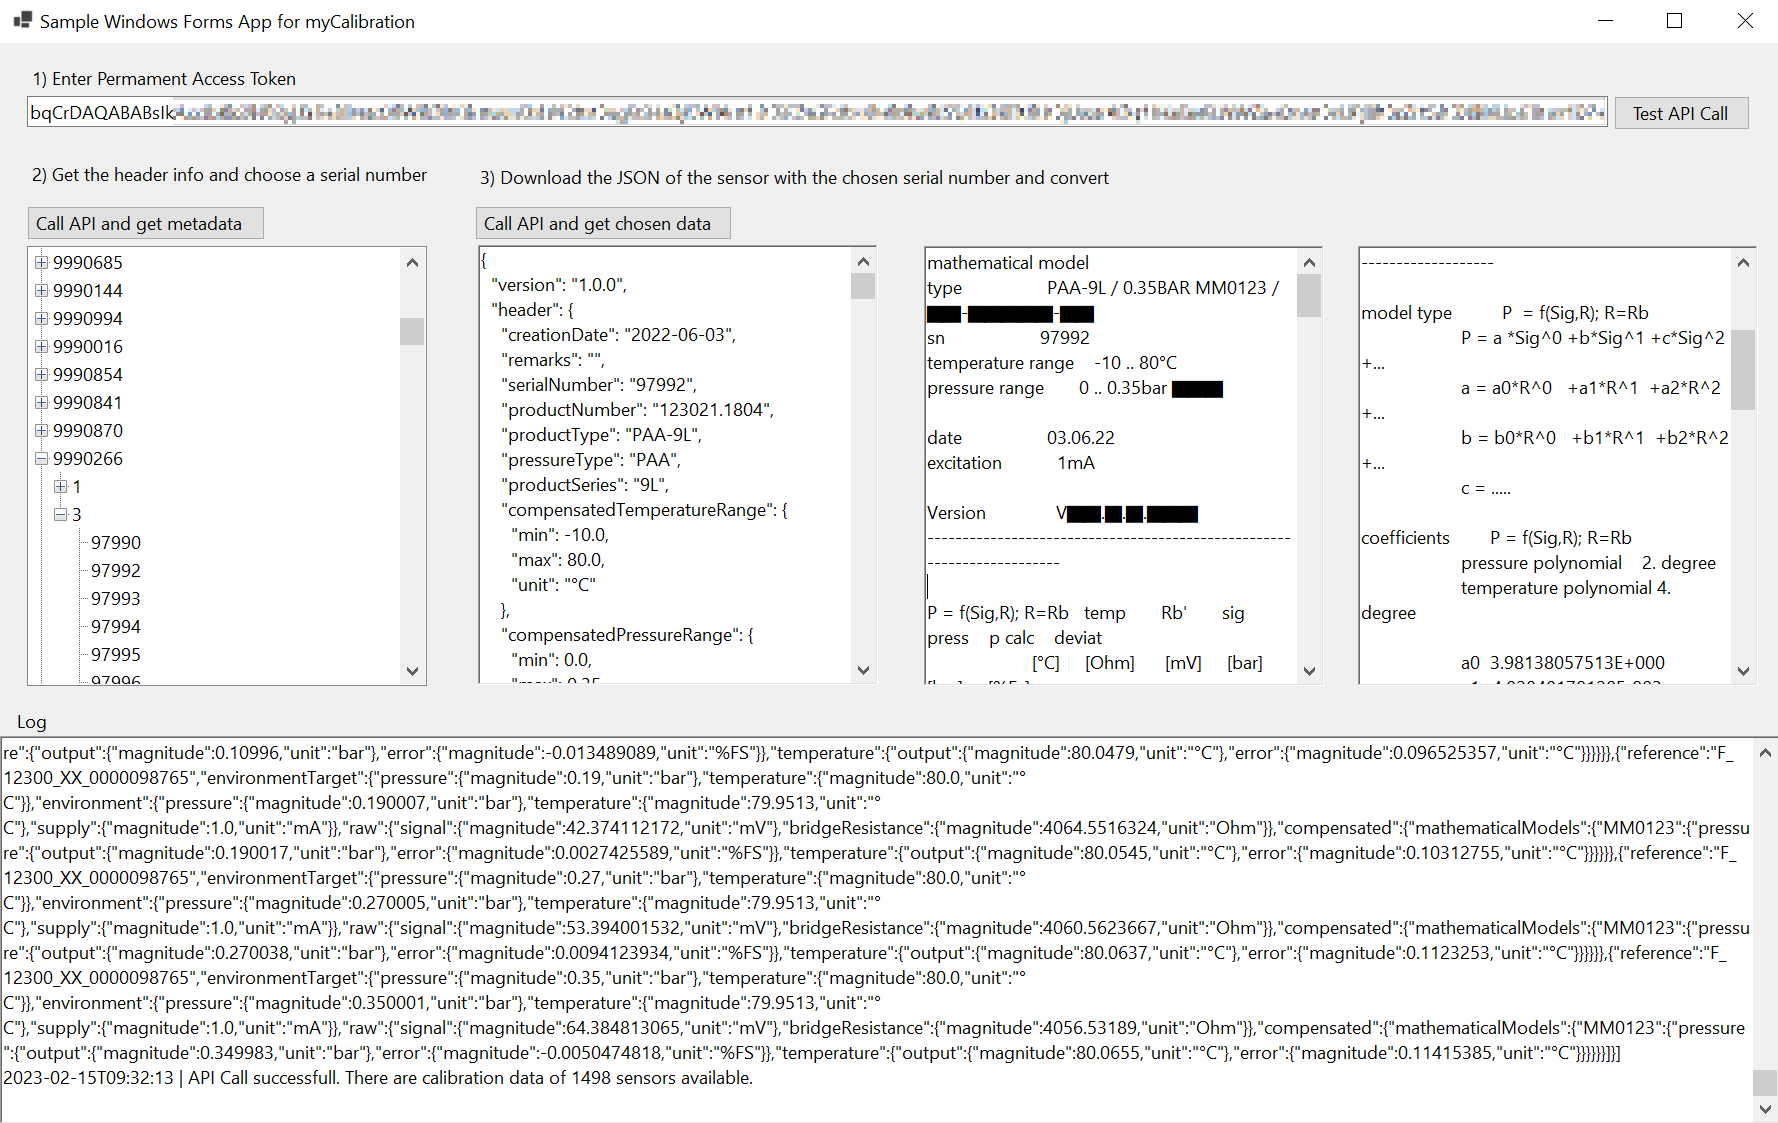 Sample Windows Forms App for myCalibration
1) Enter Permament Access Token
bqCrDAQABABsIk
Test API Call
2) Get the header info and choose a serial number
Call API and get metadata
9990685
9990144
9990994
9990016
9990854
9990841
9990870
9990266
1
3
97990
97992
97993
97994
97995
97996
3) Download the JSON of the sensor with the chosen serial number and convert
Call API and get chosen data
{
"version": "1.0.0",
"header": {
"creationDate": "2022-06-03",
"remarks": "",
"serialNumber": "97992",
"productNumber": "123021.1804",
"productType": "PAA-9L",
"pressureType": "PAA",
"productSeries": "9L",
"compensatedTemperatureRange": {
"min": -10.0,
"max": 80.0,
"unit": "°C"
},
"compensatedPressureRange": {
"min": 0.0,
mathematical model
type PAA-9L / 0.35BAR MM0123 /
- -
sn 97992
temperature range -10 .. 80°C
pressure range 0 .. 0.35bar
date 03.06.22
excitation 1mA
Version V . . .
----------------------------------------------------
-------------------
P = f(Sig,R); R=Rb temp Rb' sig
press p calc deviat
[°C] [Ohm] [mV] [bar]
-------------------
model type P = f(Sig,R); R=Rb
P = a *Sig^0 +b*Sig^1 +c*Sig^2
+...
a = a0*R^0 +a1*R^1 +a2*R^2
+...
b = b0*R^0 +b1*R^1 +b2*R^2
+...
c = .....
coefficients P = f(Sig,R); R=Rb
pressure polynomial 2. degree
temperature polynomial 4.
degree
a0 3.98138057513E+000
Log
re":{"output":{"magnitude":0.10996,"unit":"bar"},"error":{"magnitude":-0.013489089,"unit":"%FS"}},"temperature":{"output":{"magnitude":80.0479,"unit":"°C"},"error":{"magnitude":0.096525357,"unit":"°C"}}}}}},{"reference":"F_
12300_XX_0000098765","environmentTarget":{"pressure":{"magnitude":0.19,"unit":"bar"},"temperature":{"magnitude":80.0,"unit":"°
C"}},"environment":{"pressure":{"magnitude":0.190007,"unit":"bar"},"temperature":{"magnitude":79.9513,"unit":"°
C"},"supply":{"magnitude":1.0,"unit":"mA"}},"raw":{"signal":{"magnitude":42.374112172,"unit":"mV"},"bridgeResistance":{"magnitude":4064.5516324,"unit":"Ohm"}},"compensated":{"mathematicalModels":{"MM0123":{"pressu
re":{"output":{"magnitude":0.190017,"unit":"bar"},"error":{"magnitude":0.0027425589,"unit":"%FS"}},"temperature":{"output":{"magnitude":80.0545,"unit":"°C"},"error":{"magnitude":0.10312755,"unit":"°C"}}}}}},{"reference":"F_
12300_XX_0000098765","environmentTarget":{"pressure":{"magnitude":0.27,"unit":"bar"},"temperature":{"magnitude":80.0,"unit":"°
C"}},"environment":{"pressure":{"magnitude":0.270005,"unit":"bar"},"temperature":{"magnitude":79.9513,"unit":"°
C"},"supply":{"magnitude":1.0,"unit":"mA"}},"raw":{"signal":{"magnitude":53.394001532,"unit":"mV"},"bridgeResistance":{"magnitude":4060.5623667,"unit":"Ohm"}},"compensated":{"mathematicalModels":{"MM0123":{"pressu
re":{"output":{"magnitude":0.270038,"unit":"bar"},"error":{"magnitude":0.0094123934,"unit":"%FS"}},"temperature":{"output":{"magnitude":80.0637,"unit":"°C"},"error":{"magnitude":0.1123253,"unit":"°C"}}}}}},{"reference":"F_
12300_XX_0000098765","environmentTarget":{"pressure":{"magnitude":0.35,"unit":"bar"},"temperature":{"magnitude":80.0,"unit":"°
C"}},"environment":{"pressure":{"magnitude":0.350001,"unit":"bar"},"temperature":{"magnitude":79.9513,"unit":"°
C"},"supply":{"magnitude":1.0,"unit":"mA"}},"raw":{"signal":{"magnitude":64.384813065,"unit":"mV"},"bridgeResistance":{"magnitude":4056.53189,"unit":"Ohm"}},"compensated":{"mathematicalModels":{"MM0123":{"pressure
":{"output":{"magnitude":0.349983,"unit":"bar"},"error":{"magnitude":-0.0050474818,"unit":"%FS"}},"temperature":{"output":{"magnitude":80.0655,"unit":"°C"},"error":{"magnitude":0.11415385,"unit":"°C"}}}}}}]}]
2023-02-15T09:32:13 | API Call successfull. There are calibration data of 1498 sensors available.